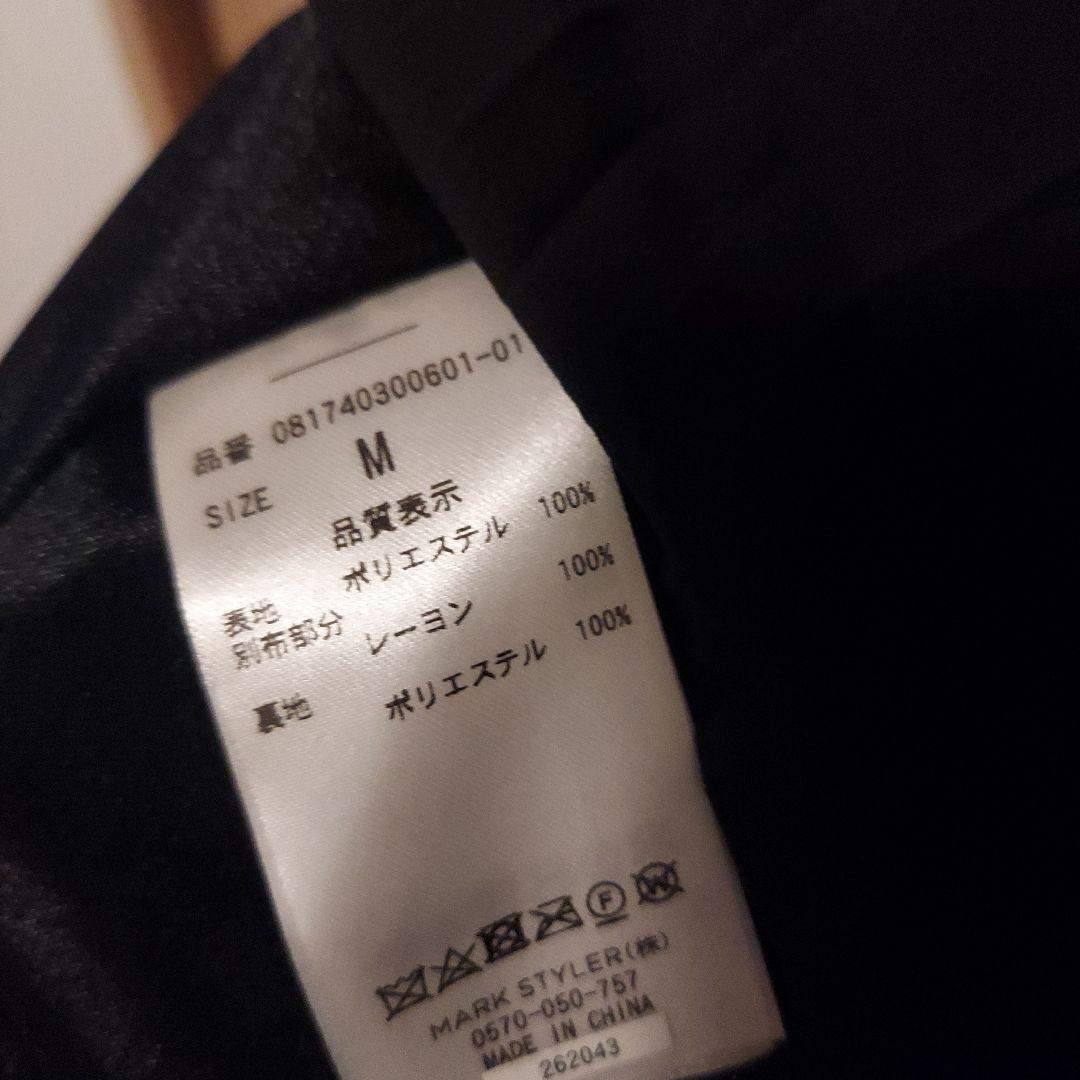 品番 081740300601-01
SIZE M
品質表示
表地 ポリエステル 100%
別布部分 レーヨン 100%
裏地 ポリエステル 100%
F W
MARK STYLER(株)
0570-050-757
MADE IN CHINA
262043